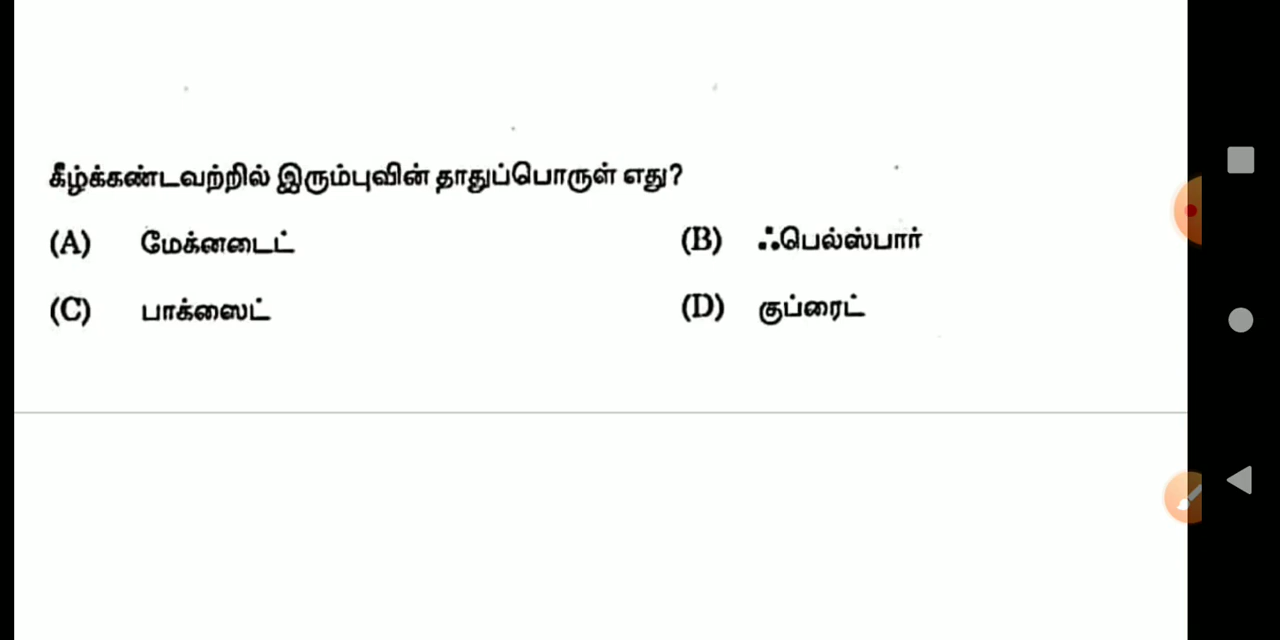 கீழ்க்கண்டவற்றில் இரும்புவின் தாதுப்பொருள் எது?
(A) மேக்னடைட் (B) ஃபெல்ஸ்பார்
(C) பாக்ஸைட் (D) குப்ரைட்